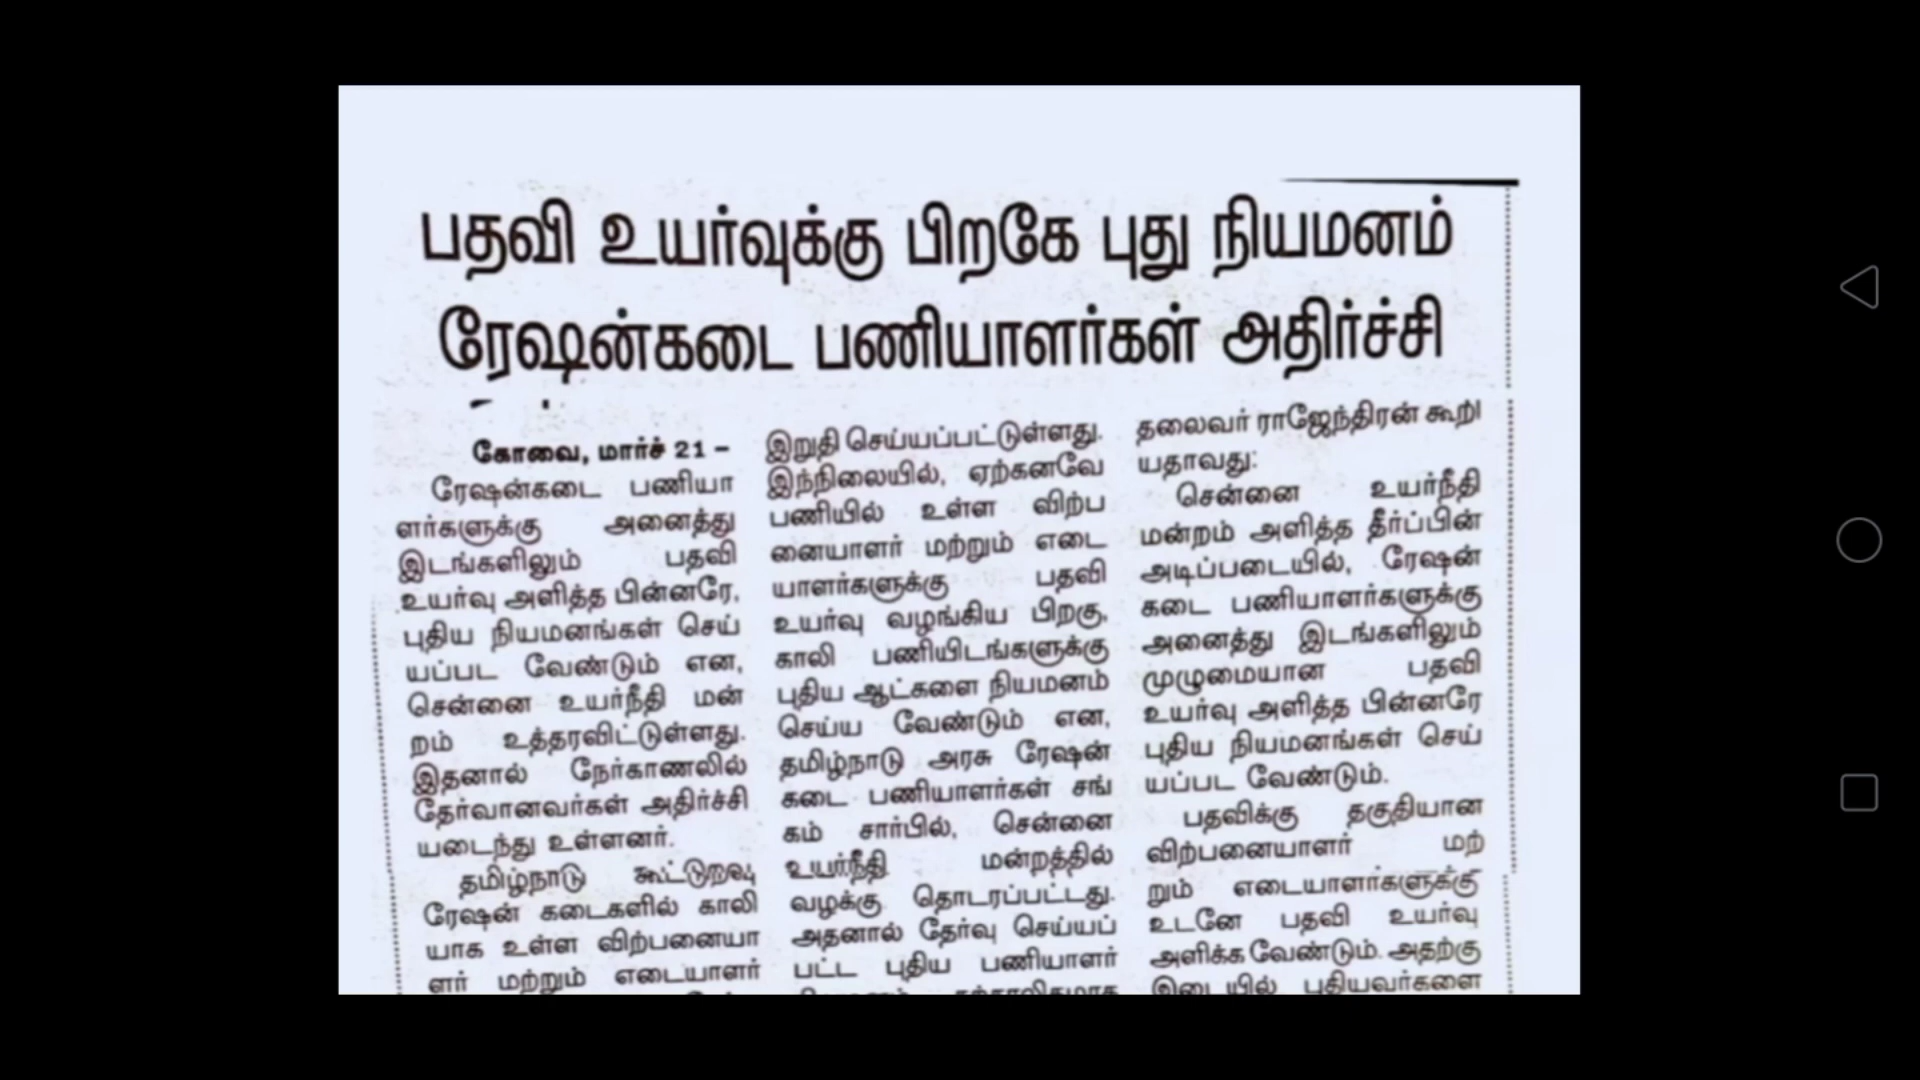 பதவி உயர்வுக்கு பிறகே புது நியமனம்
ரேஷன்கடை பணியாளர்கள் அதிர்ச்சி
கோவை, மார்ச் 21 –
ரேஷன்கடை பணியா
ளர்களுக்கு அனைத்து
இடங்களிலும் பதவி
உயர்வு அளித்த பின்னரே,
புதிய நியமனங்கள் செய்
யப்பட வேண்டும் என,
சென்னை உயர்நீதி மன்
றம் உத்தரவிட்டுள்ளது.
இதனால் நேர்காணலில்
தேர்வானவர்கள் அதிர்ச்சி
யடைந்து உள்ளனர்.
தமிழ்நாடு கூட்டுறவு
ரேஷன் கடைகளில் காலி
யாக உள்ள விற்பனையா
ளர் மற்றும் எடையாளர்
இறுதி செய்யப்பட்டுள்ளது.
இந்நிலையில், ஏற்கனவே
பணியில் உள்ள விற்ப
னையாளர் மற்றும் எடை
யாளர்களுக்கு பதவி
உயர்வு வழங்கிய பிறகு,
காலி பணியிடங்களுக்கு
புதிய ஆட்களை நியமனம்
செய்ய வேண்டும் என,
தமிழ்நாடு அரசு ரேஷன்
கடை பணியாளர்கள் சங்
கம் சார்பில், சென்னை
உயர்நீதி மன்றத்தில்
வழக்கு தொடரப்பட்டது.
அதனால் தேர்வு செய்யப்
பட்ட புதிய பணியாளர்
தலைவர் ராஜேந்திரன் கூறி
யதாவது:
சென்னை உயர்நீதி
மன்றம் அளித்த தீர்ப்பின்
அடிப்படையில், ரேஷன்
கடை பணியாளர்களுக்கு
அனைத்து இடங்களிலும்
முழுமையான பதவி
உயர்வு அளித்த பின்னரே
புதிய நியமனங்கள் செய்
யப்பட வேண்டும்.
பதவிக்கு தகுதியான
விற்பனையாளர் மற்
றும் எடையாளர்களுக்கு
உடனே பதவி உயர்வு
அளிக்க வேண்டும். அதற்கு
இடையில் புதியவர்களை